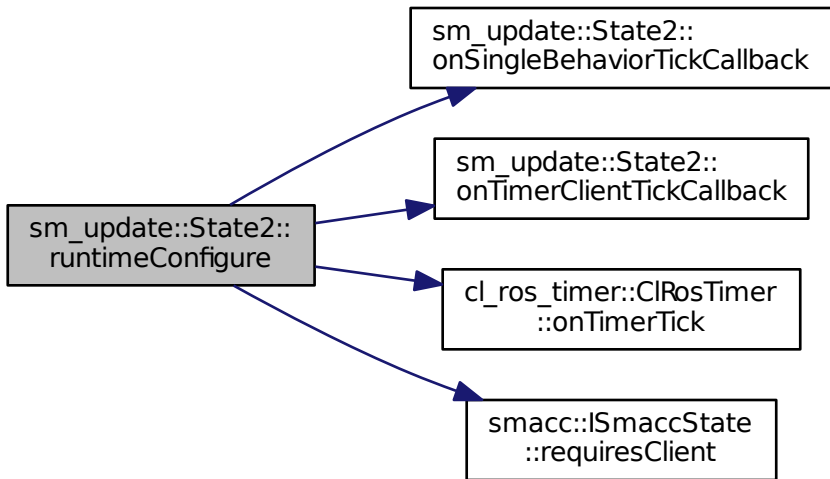 sm_update::State2::
onSingleBehaviorTickCallback
sm_update::State2::
onTimerClientTickCallback
sm_update::State2::
runtimeConfigure
cl_ros_timer::ClRosTimer
::onTimerTick
smacc::ISmaccState
::requiresClient